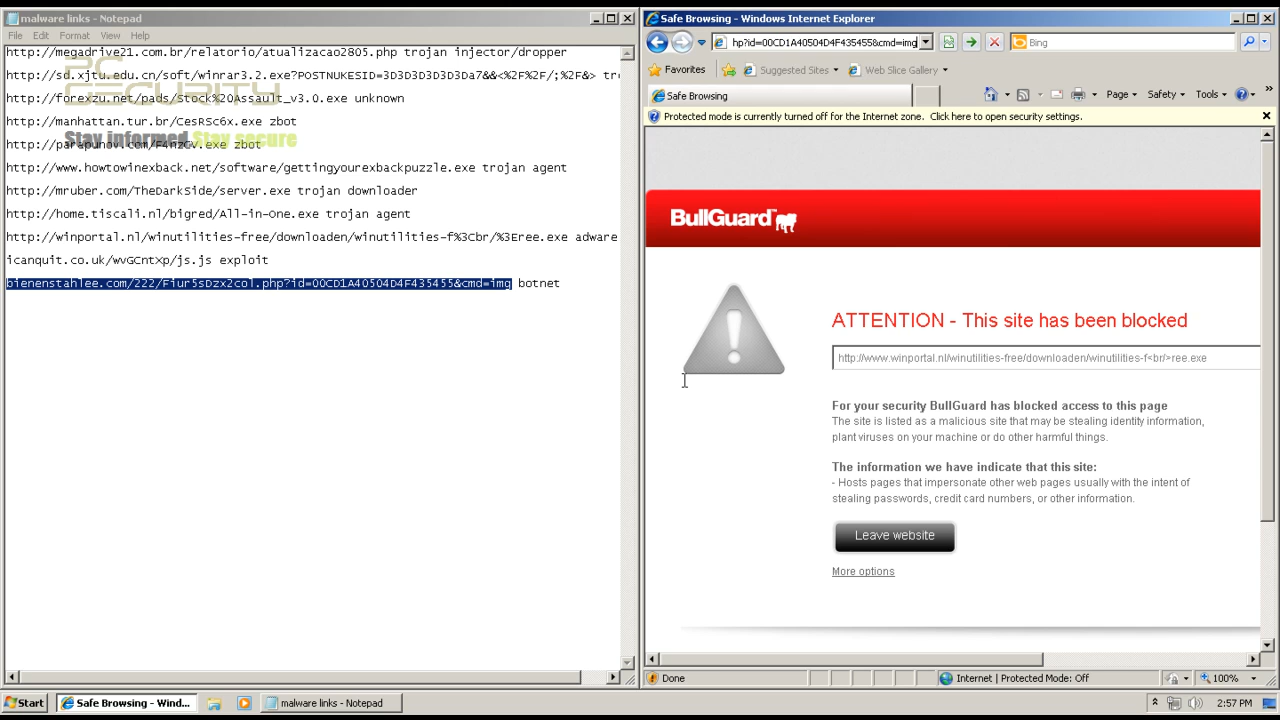 malware links - Notepad
File Edit Format View Help
http://megadrive21.com.br/relatorio/atualizacao2805.php trojan injector/dropper
http://sd.xjtu.edu.cn/soft/winrar3.2.exe?POSTNUKESID=3D3D3D3D3D3Da7&&<%2F%2F/;%2F&> tro
http://forexzu.net/pads/Stock%20Assault_v3.0.exe unknown
http://manhattan.tur.br/CesRSc6x.exe zbot
http://parapunov.com/F4nzGv.exe zbot
http://www.howtowinexback.net/software/gettingyourexbackpuzzle.exe trojan agent
http://mruber.com/TheDarkSide/server.exe trojan downloader
http://home.tiscali.nl/bigred/All-in-One.exe trojan agent
http://winportal.nl/winutilities-free/downloaden/winutilities-f%3Cbr/%3Eree.exe adware
icanquit.co.uk/wvGCntXp/js.js exploit
bienenstahlee.com/222/Fiur5sDzx2col.php?id=00CD1A40504D4F435455&cmd=img botnet
PC
SECURITY
Stay informed.Stay secure
Safe Browsing - Windows Internet Explorer
hp?id=00CD1A40504D4F435455&cmd=img
Bing
Favorites Suggested Sites Web Slice Gallery
Safe Browsing Page Safety Tools
Protected mode is currently turned off for the Internet zone. Click here to open security settings.
BullGuard
ATTENTION - This site has been blocked
http://www.winportal.nl/winutilities-free/downloaden/winutilities-f<br/>ree.exe
For your security BullGuard has blocked access to this page
The site is listed as a malicious site that may be stealing identity information,
plant viruses on your machine or do other harmful things.
The information we have indicate that this site:
- Hosts pages that impersonate other web pages usually with the intent of
stealing passwords, credit card numbers, or other information.
Leave website
More options
Done Internet | Protected Mode: Off 100%
Start Safe Browsing - Wind... malware links - Notepad 2:57 PM